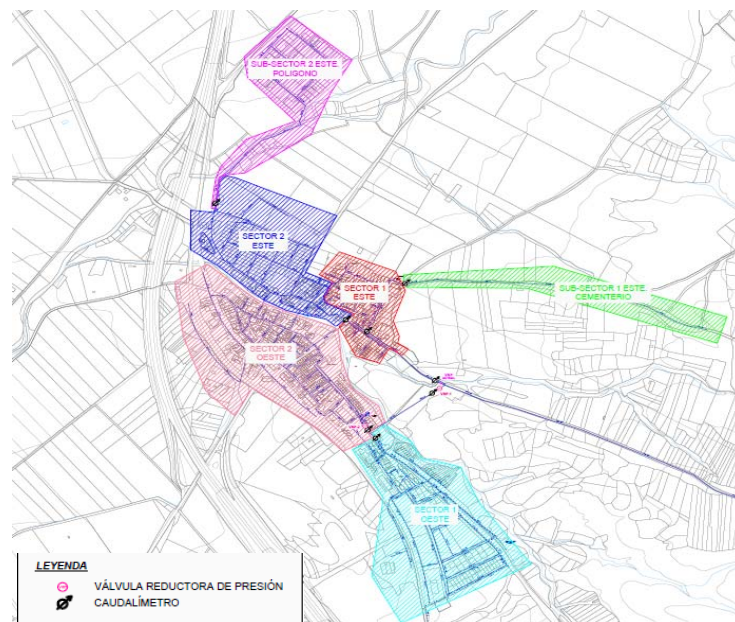 SUB-SECTOR 2 ESTE.
POLIGONO
SECTOR 2
ESTE
SECTOR 1
ESTE
SUB-SECTOR 1 ESTE.
CEMENTERIO
SECTOR 2
OESTE
SECTOR 1
OESTE
LEYENDA
VÁLVULA REDUCTORA DE PRESIÓN
CAUDALÍMETRO